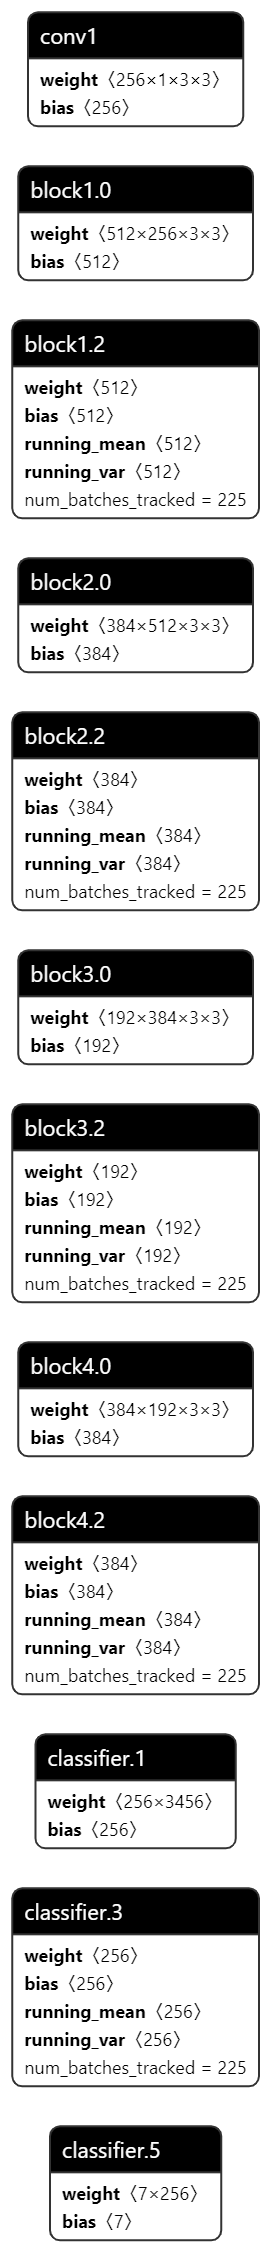 conv1
weight〈256×1×3×3〉
bias〈256〉
block1.0
weight〈512×256×3×3〉
bias〈512〉
block1.2
weight〈512〉
bias〈512〉
running_mean〈512〉
running_var〈512〉
num_batches_tracked = 225
block2.0
weight〈384×512×3×3〉
bias〈384〉
block2.2
weight〈384〉
bias〈384〉
running_mean〈384〉
running_var〈384〉
num_batches_tracked = 225
block3.0
weight〈192×384×3×3〉
bias〈192〉
block3.2
weight〈192〉
bias〈192〉
running_mean〈192〉
running_var〈192〉
num_batches_tracked = 225
block4.0
weight〈384×192×3×3〉
bias〈384〉
block4.2
weight〈384〉
bias〈384〉
running_mean〈384〉
running_var〈384〉
num_batches_tracked = 225
classifier.1
weight〈256×3456〉
bias〈256〉
classifier.3
weight〈256〉
bias〈256〉
running_mean〈256〉
running_var〈256〉
num_batches_tracked = 225
classifier.5
weight〈7×256〉
bias〈7〉